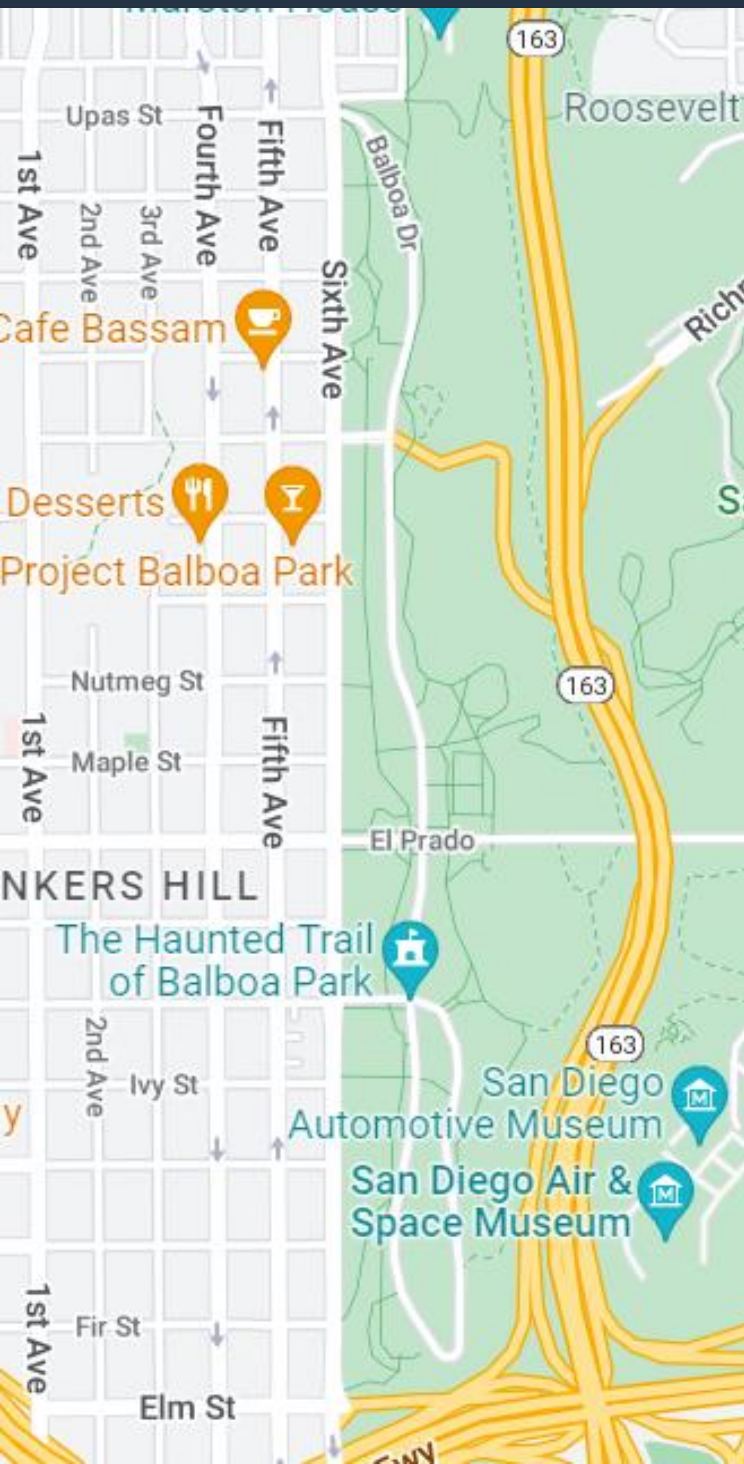 Marston House
163
Roosevelt
Upas St
1st Ave
2nd Ave
3rd Ave
Fourth Ave
Fifth Ave
Balboa Dr
Sixth Ave
Cafe Bassam
Desserts
Project Balboa Park
163
Nutmeg St
1st Ave
Maple St
Fifth Ave
El Prado
NKERS HILL
The Haunted Trail
of Balboa Park
2nd Ave
Ivy St
163
y
San Diego
Automotive Museum
San Diego Air &
Space Museum
1st Ave
Fir St
Elm St
Fwy